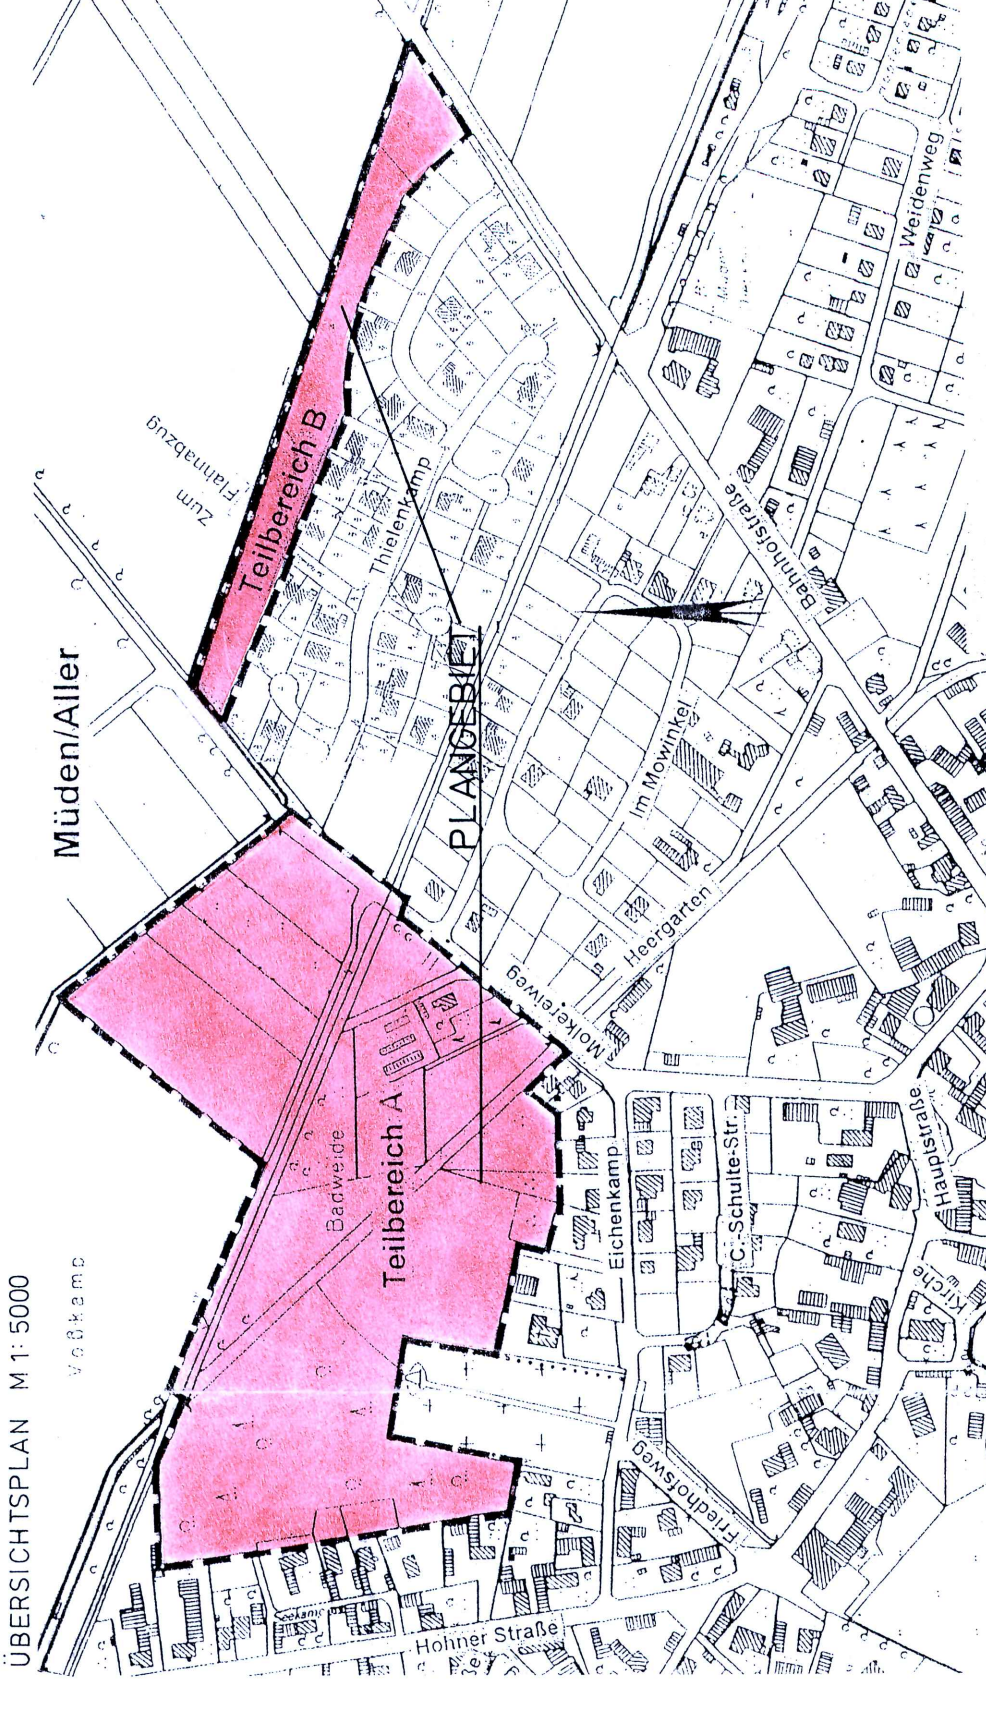 ÜBERSICHTSPLAN M 1: 5000
Müden/Aller
Voßkamp
Zum
Flahnabzug
Teilbereich B
Thielenkamp
PLANGEBIET
Badweide
Teilbereich A
Im Mowinkel
Heergarten
Molkereiweg
Bahnhofstraße
Weidenweg
Eichenkamp
C. Schulte-Str.
Hauptstraße
Kirche
Friedhofsweg
Hohner Straße